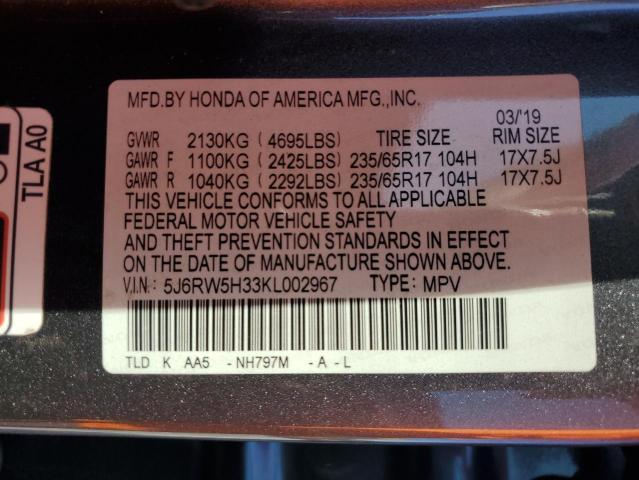 MFD.BY HONDA OF AMERICA MFG.,INC.
03/'19
GVWR 2130KG (4695LBS) TIRE SIZE RIM SIZE
GAWR F 1100KG (2425LBS) 235/65R17 104H 17X7.5J
GAWR R 1040KG (2292LBS) 235/65R17 104H 17X7.5J
THIS VEHICLE CONFORMS TO ALL APPLICABLE
FEDERAL MOTOR VEHICLE SAFETY
AND THEFT PREVENTION STANDARDS IN EFFECT
ON THE DATE OF MANUFACTURE SHOWN ABOVE.
V.I.N: 5J6RW5H33KL002967 TYPE: MPV
TLD K AA5 - NH797M - A - L
TLA A0